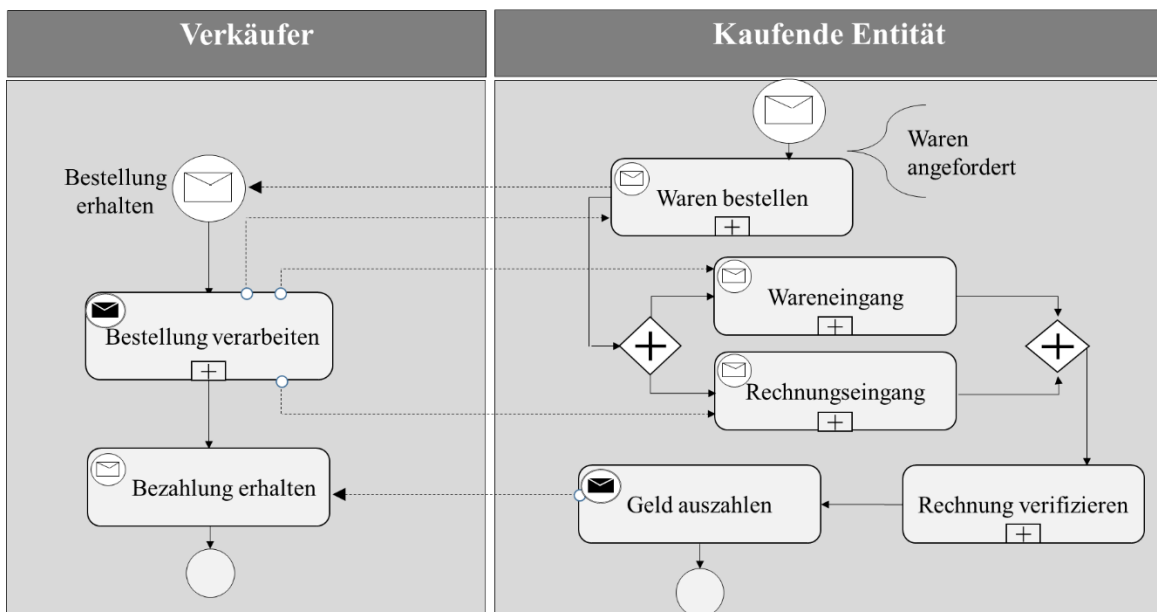 Verkäufer
Kaufende Entität
Waren
angefordert
Bestellung
erhalten
Waren bestellen
Wareneingang
Bestellung verarbeiten
Rechnungseingang
Bezahlung erhalten
Geld auszahlen
Rechnung verifizieren